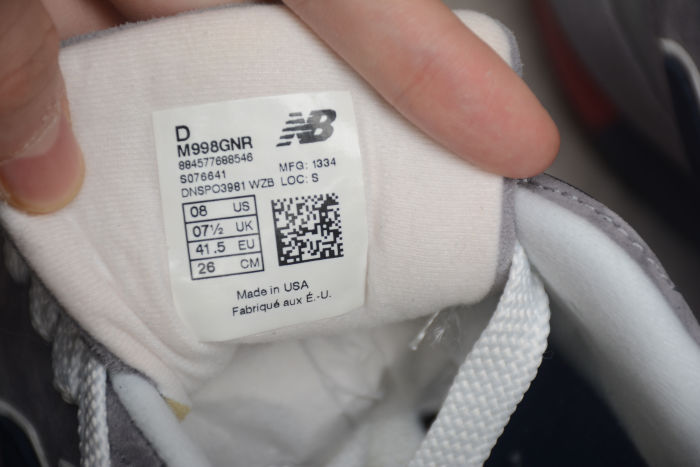 D
M998GNR
884577688546
S076641
DNSPO3981 WZB
NB
MFG: 1334
LOC: S
08 US
07½ UK
41.5 EU
26 CM
Made in USA
Fabriqué aux É.-U.